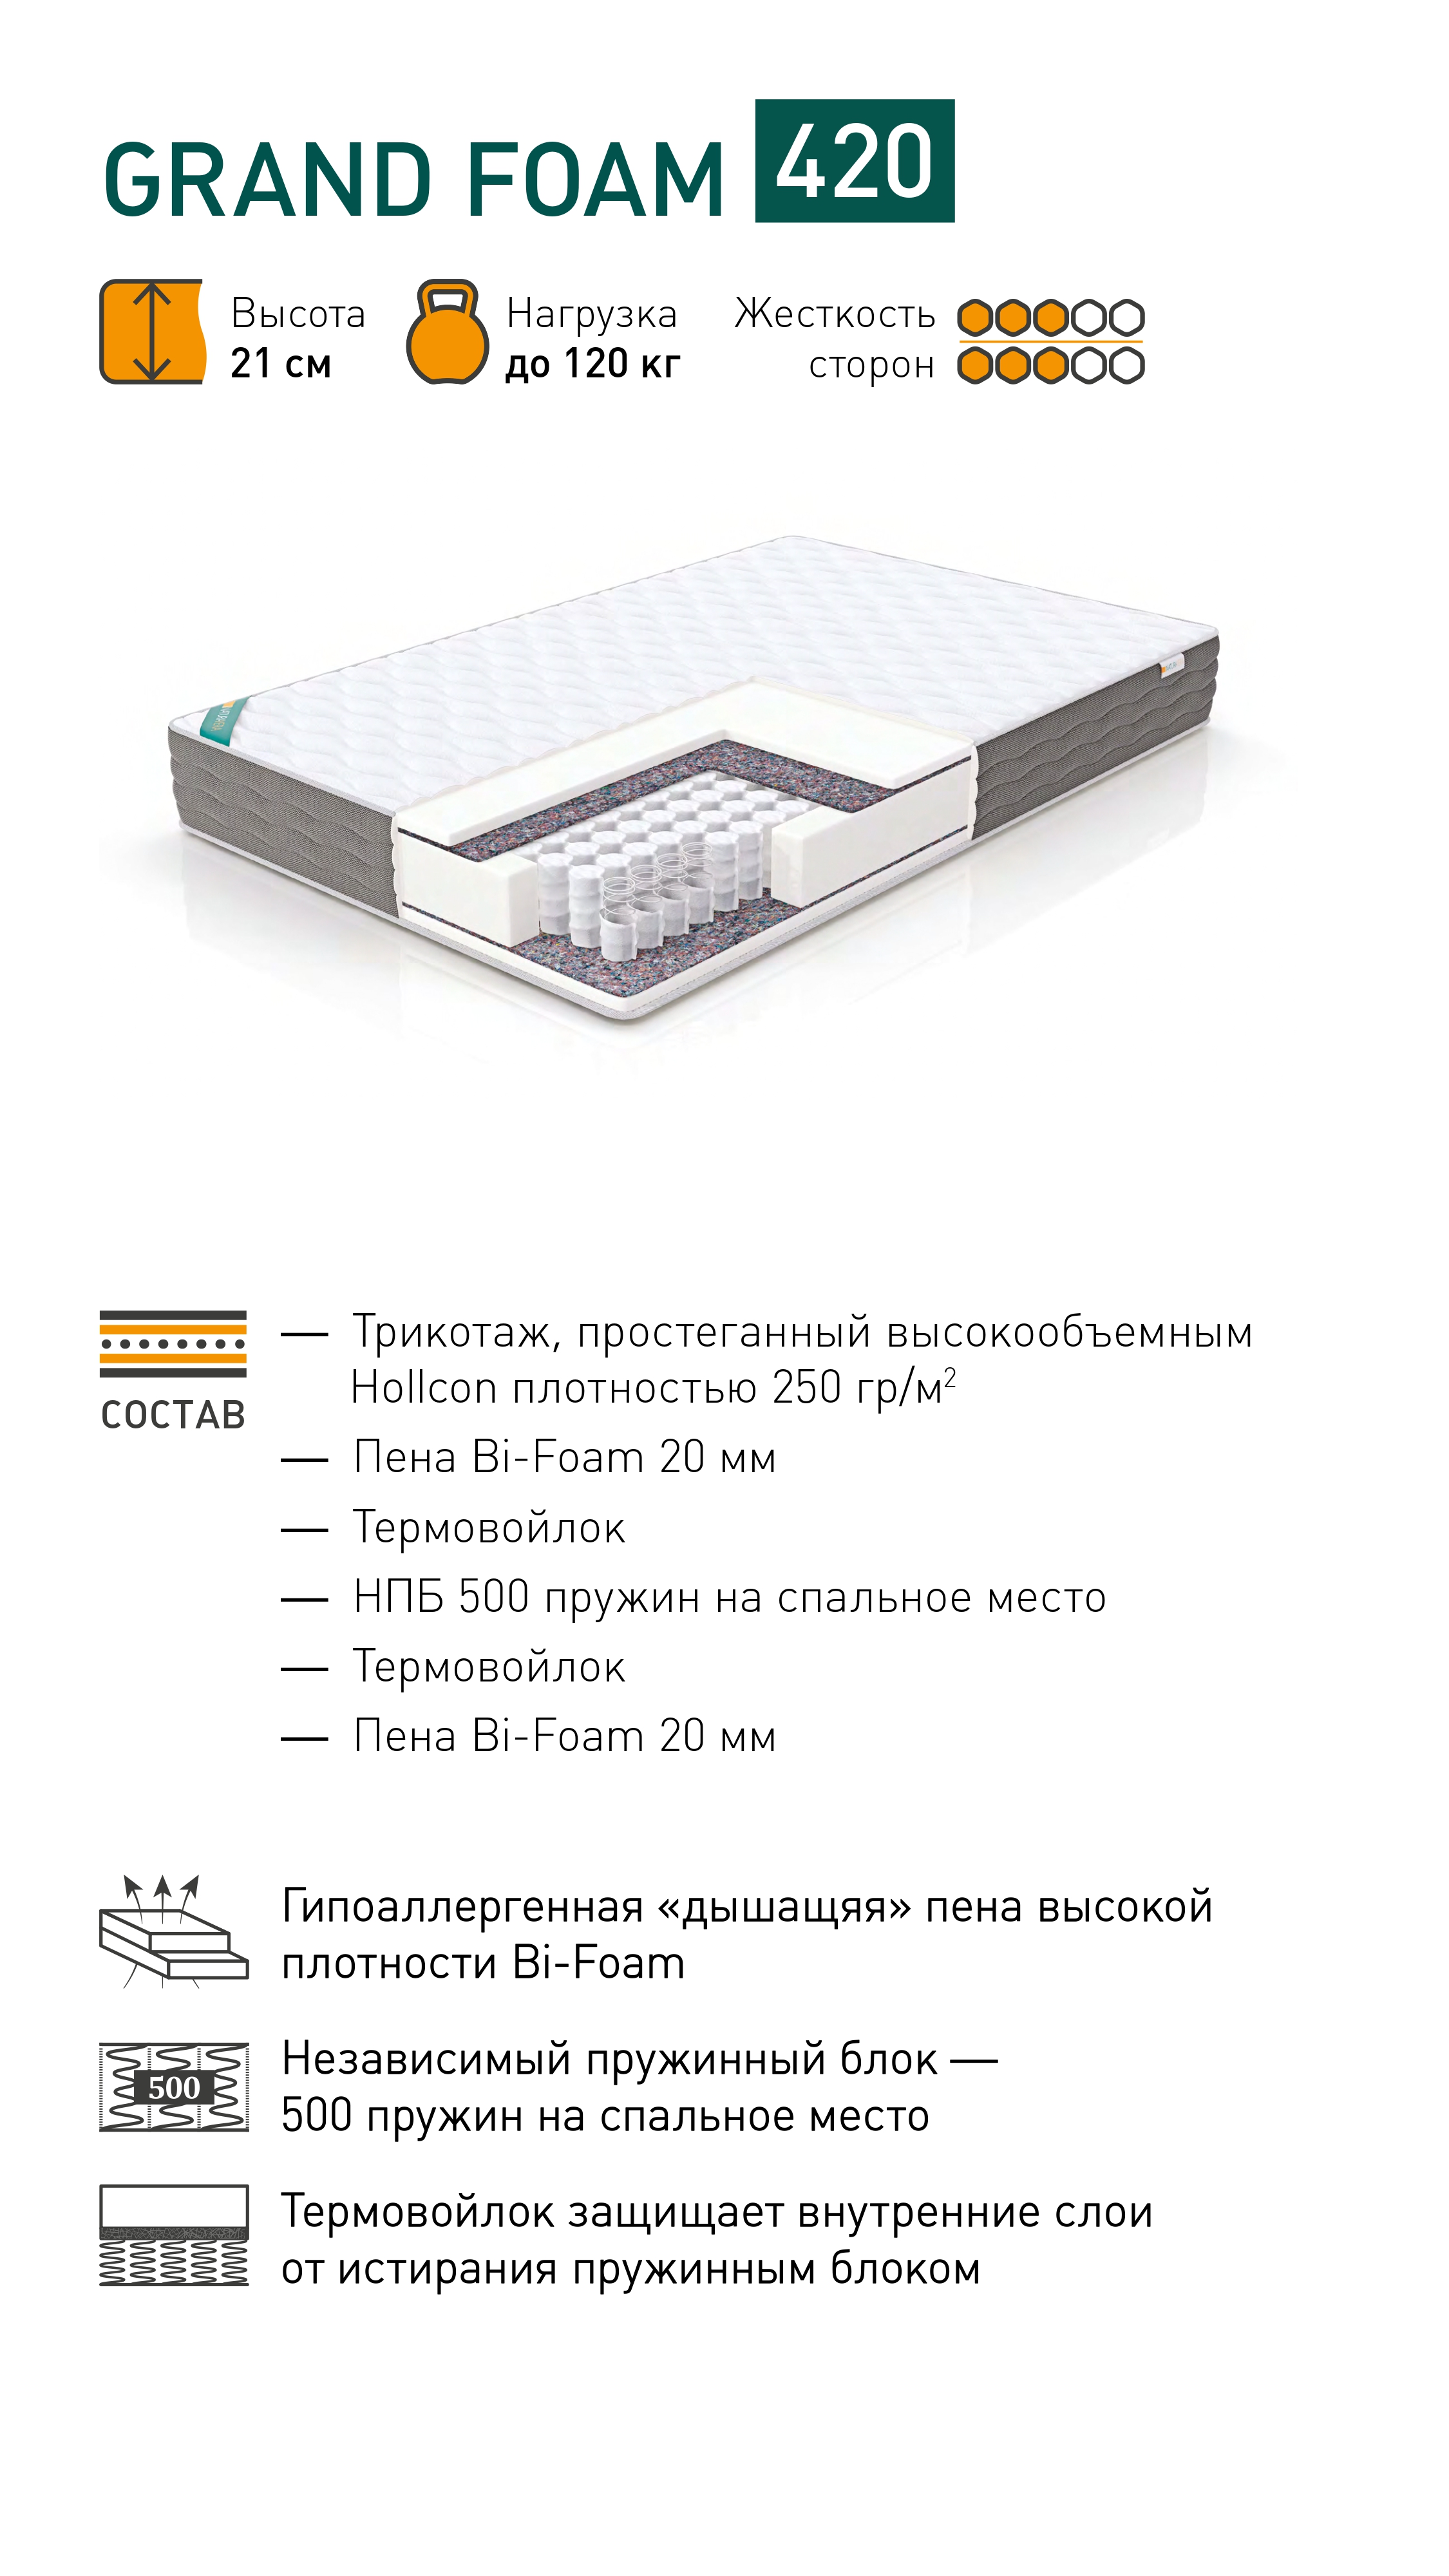 GRAND FOAM 420
Высота
21 см
Нагрузка
до 120 кг
Жесткость
сторон
СОСТАВ
— Трикотаж, простеганный высокообъемным
Hollcon плотностью 250 гр/м²
— Пена Bi-Foam 20 мм
— Термовойлок
— НПБ 500 пружин на спальное место
— Термовойлок
— Пена Bi-Foam 20 мм
Гипоаллергенная «дышащяя» пена высокой
плотности Bi-Foam
500
Независимый пружинный блок —
500 пружин на спальное место
Термовойлок защищает внутренние слои
от истирания пружинным блоком